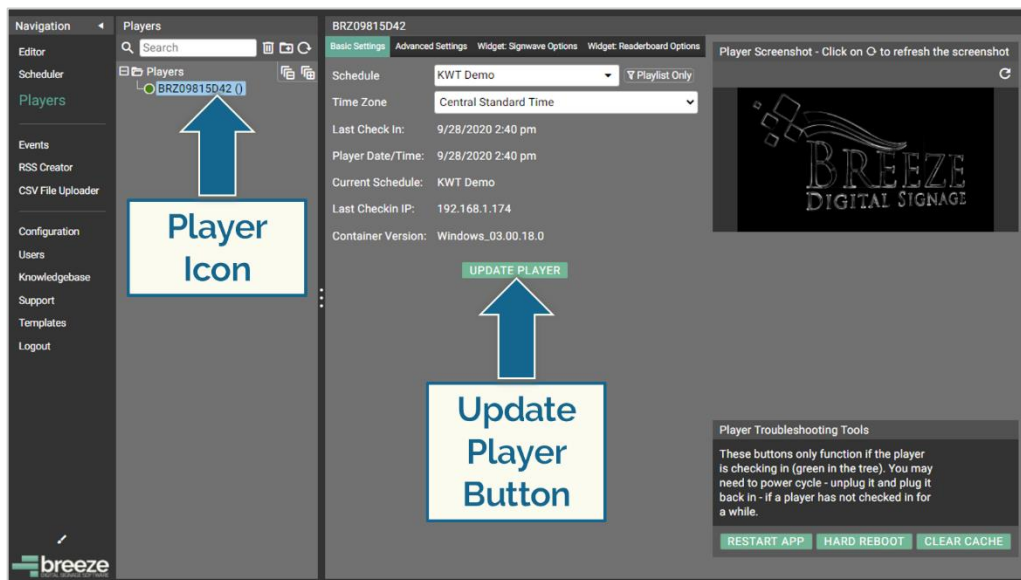 Navigation
Editor
Scheduler
Players
Events
RSS Creator
CSV File Uploader
Configuration
Users
Knowledgebase
Support
Templates
Logout
breeze
DIGITAL SIGNAGE SOFTWARE
Players
Search
Players
BRZ09815D42 ()
Player
Icon
BRZ09815D42
Basic Settings Advanced Settings Widget: Signwave Options Widget: Readerboard Options
Schedule KWT Demo Playlist Only
Time Zone Central Standard Time
Last Check In: 9/28/2020 2:40 pm
Player Date/Time: 9/28/2020 2:40 pm
Current Schedule: KWT Demo
Last Checkin IP: 192.168.1.174
Container Version: Windows_03.00.18.0
UPDATE PLAYER
Update
Player
Button
Player Screenshot - Click on to refresh the screenshot
BREEZE
DIGITAL SIGNAGE
Player Troubleshooting Tools
These buttons only function if the player
is checking in (green in the tree). You may
need to power cycle - unplug it and plug it
back in - if a player has not checked in for
a while.
RESTART APP HARD REBOOT CLEAR CACHE